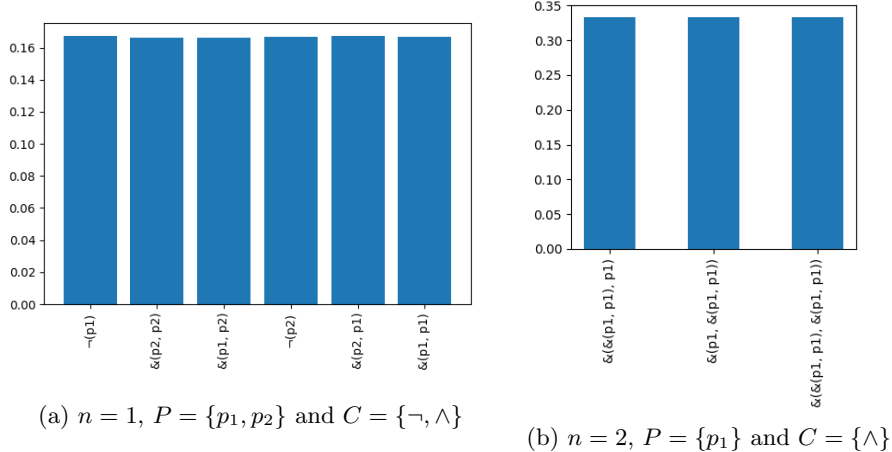 0.16
0.14
0.12
0.10
0.08
0.06
0.04
0.02
0.00
¬(p1)
&(p2, p2)
&(p1, p2)
¬(p2)
&(p2, p1)
&(p1, p1)
(a) n = 1, P = {p₁, p₂} and C = {¬, ∧}
0.35
0.30
0.25
0.20
0.15
0.10
0.05
0.00
&(&(p1, p1), p1)
&(p1, &(p1, p1))
&(&(p1, p1), &(p1, p1))
(b) n = 2, P = {p₁} and C = {∧}